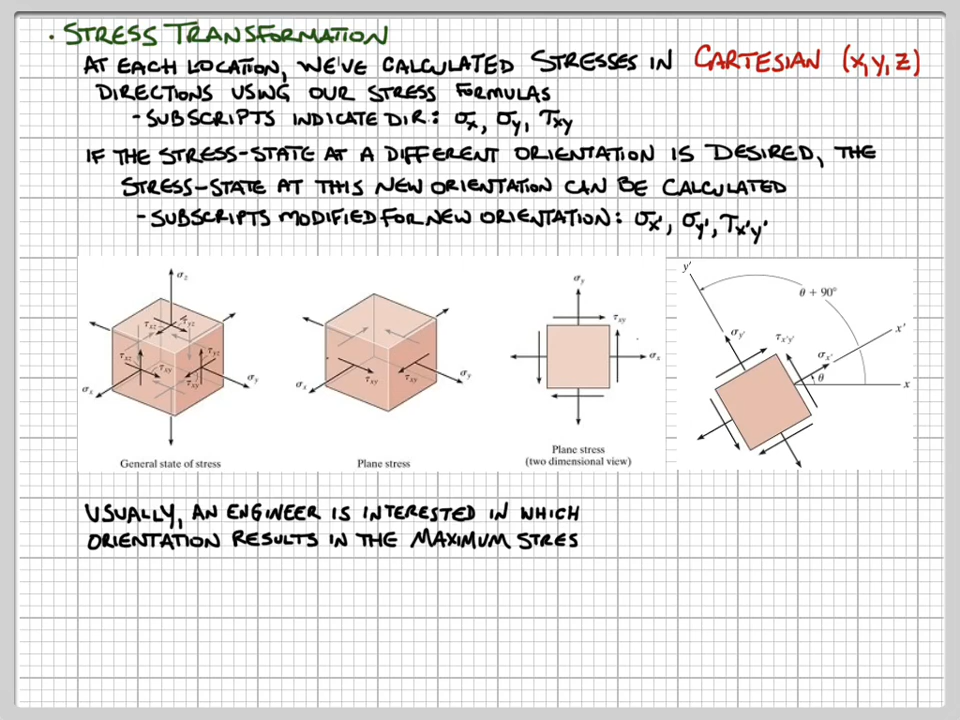 · STRESS TRANSFORMATION
AT EACH LOCATION, WE'VE CALCULATED STRESSES IN CARTESIAN (x,y,z)
DIRECTIONS USING OUR STRESS FORMULAS
- SUBSCRIPTS INDICATE DIR: σx, σy, τxy
IF THE STRESS-STATE AT A DIFFERENT ORIENTATION IS DESIRED, THE
STRESS-STATE AT THIS NEW ORIENTATION CAN BE CALCULATED
- SUBSCRIPTS MODIFIED FOR NEW ORIENTATION: σx', σy', τx'y'
σz
τyz
τxz
τyz
τxz
τxy
τxy
σx
σy
General state of stress
τxy
τxy
σx
σy
Plane stress
σy
τxy
σx
Plane stress
(two dimensional view)
y'
θ + 90°
x'
σy'
τx'y'
σx'
θ
x
USUALLY, AN ENGINEER IS INTERESTED IN WHICH
ORIENTATION RESULTS IN THE MAXIMUM STRES